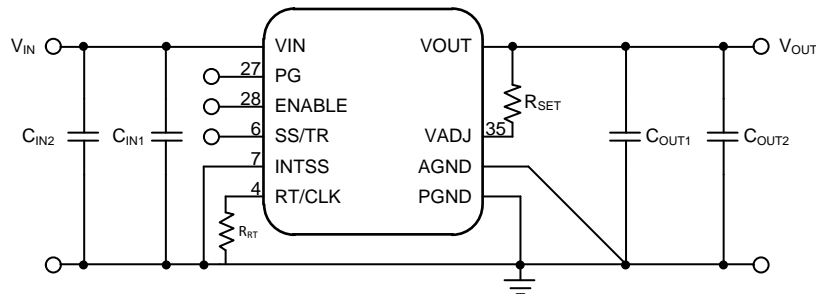 VIN VIN VOUT VOUT
27 PG
28 ENABLE RSET
CIN2 CIN1 6 SS/TR VADJ 35 COUT1 COUT2
7 INTSS AGND
4 RT/CLK PGND
RRT